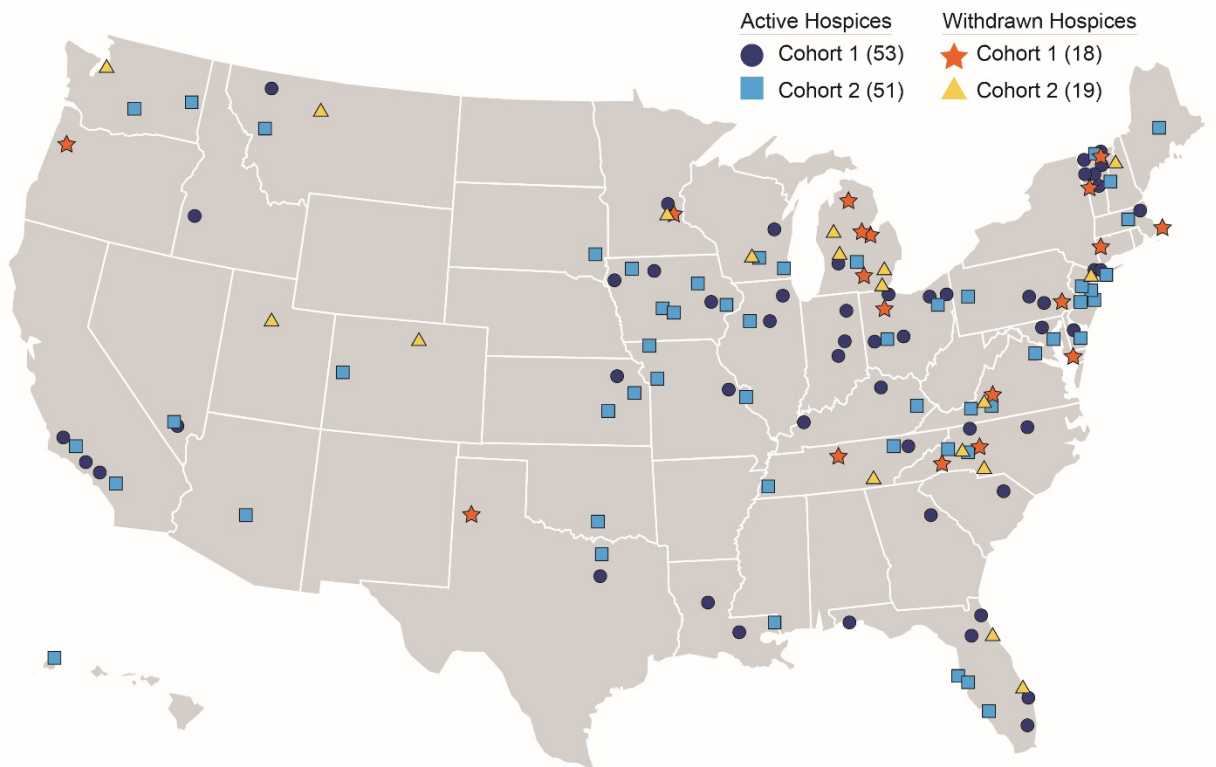 Active Hospices
Cohort 1 (53)
Cohort 2 (51)
Withdrawn Hospices
Cohort 1 (18)
Cohort 2 (19)